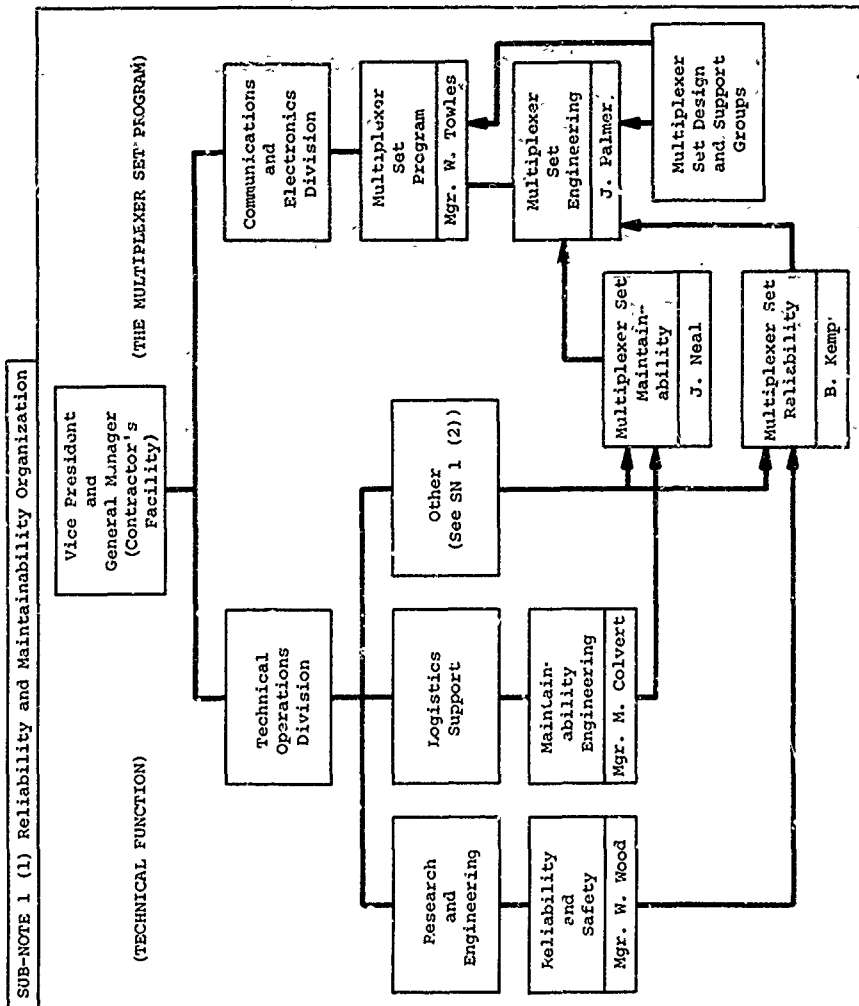 SUB-NOTE 1 (1) Reliability and Maintainability Organization
Vice President
and
General Manager
(Contractor's
Facility)
(TECHNICAL FUNCTION)
(THE MULTIPLEXER SET PROGRAM)
Technical
Operations
Division
Communications
and
Electronics
Division
Research
and
Engineering
Logistics
Support
Other
(See SN 1 (2))
Multiplexer
Set
Program
Mgr. W. Towles
Reliability
and
Safety
Mgr. W. Wood
Maintain-
ability
Engineering
Mgr. M. Colvert
Multiplexer
Set
Engineering
J. Palmer
Multiplexer Set
Maintain-
ability
J. Neal
Multiplexer Set
Reliability
B. Kemp
Multiplexer
Set Design
and Support
Groups